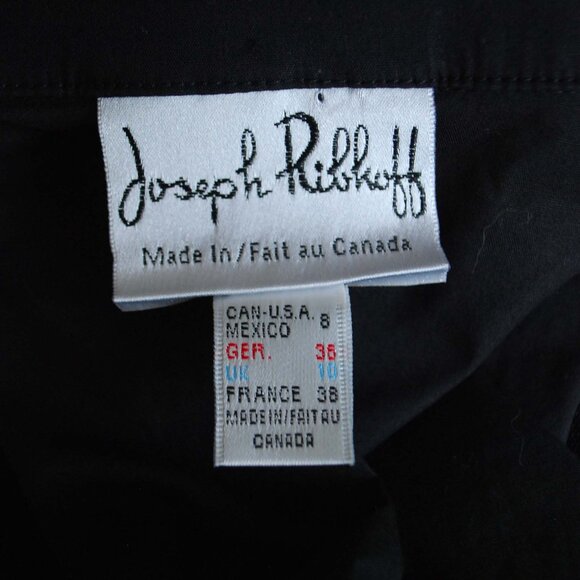 Joseph Ribkoff
Made In/Fait au Canada
CAN-U.S.A. 8
MEXICO
GER. 36
UK 10
FRANCE 38
MADE IN/FAIT AU
CANADA